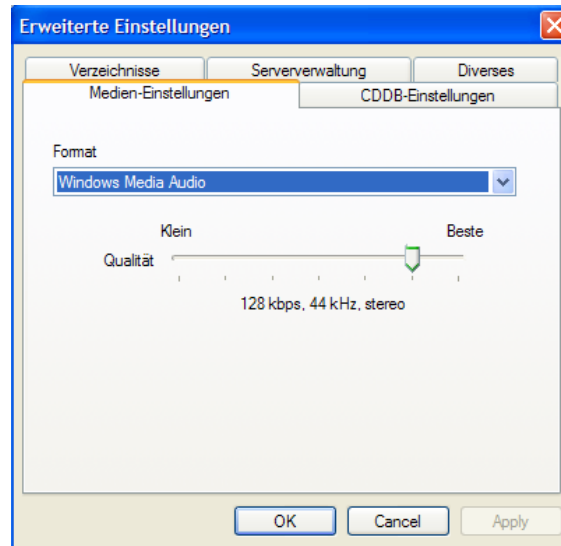 Erweiterte Einstellungen
Verzeichnisse Serververwaltung Diverses
Medien-Einstellungen CDDB-Einstellungen
Format
Windows Media Audio
Klein Beste
Qualität
128 kbps, 44 kHz, stereo
OK Cancel Apply